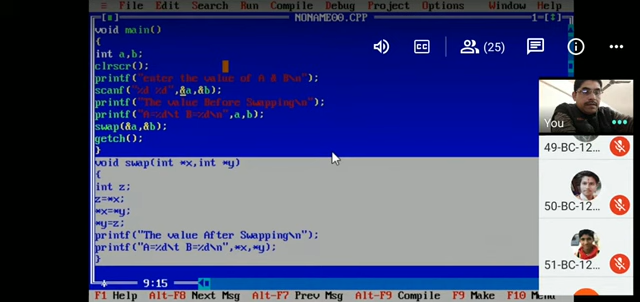 File Edit Search Run Compile Debug Project Options Window Help
NONAME00.CPP
1
void main()
{
int a,b;
clrscr();
printf("enter the value of A & B\n");
scanf("%d %d",&a,&b);
printf("The value Before Swapping\n");
printf("A=%d\t B=%d\n",a,b);
swap(&a,&b);
getch();
}
void swap(int *x,int *y)
{
int z;
z=*x;
*x=*y;
*y=z;
printf("The value After Swapping\n");
printf("A=%d\t B=%d\n",*x,*y);
}
9:15
F1 Help Alt-F8 Next Msg Alt-F7 Prev Msg Alt-F9 Compile F9 Make F10 Menu
CC
(25)
You
49-BC-12...
50-BC-12...
51-BC-12...